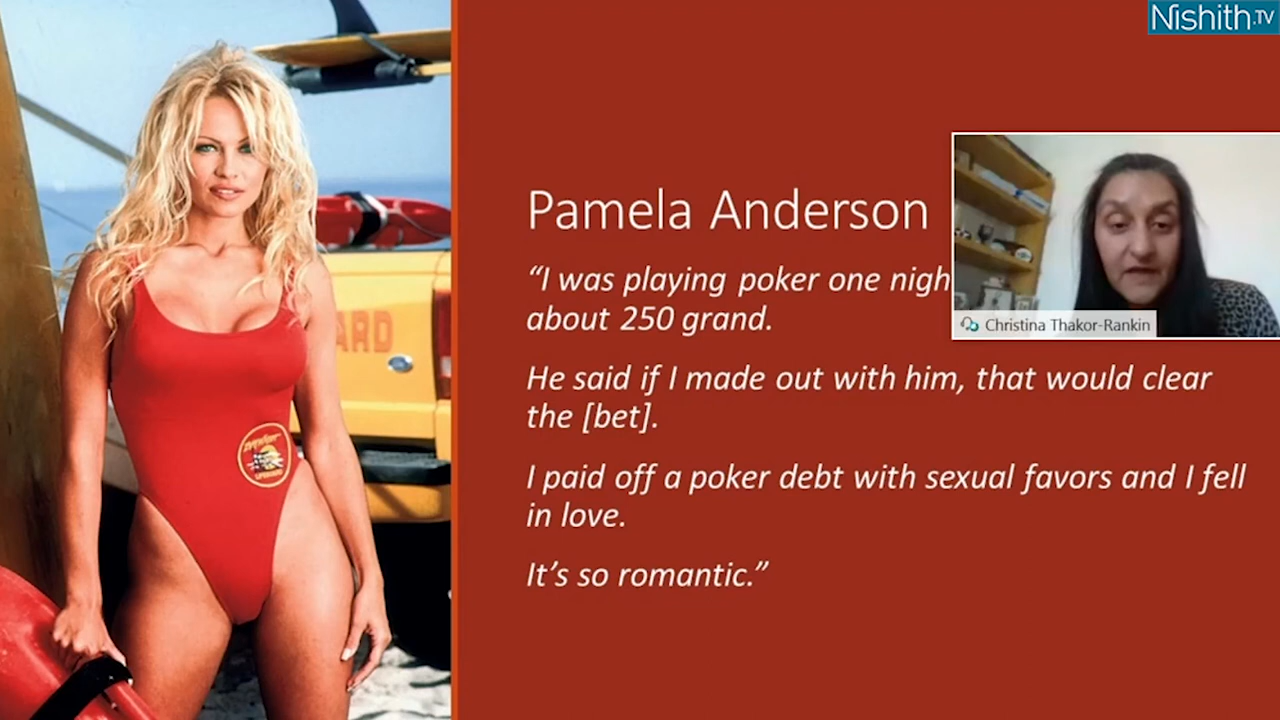 Nishith.TV
Pamela Anderson
“I was playing poker one nigh
about 250 grand.
Christina Thakor-Rankin
He said if I made out with him, that would clear
the [bet].
I paid off a poker debt with sexual favors and I fell
in love.
It’s so romantic.”
ARD